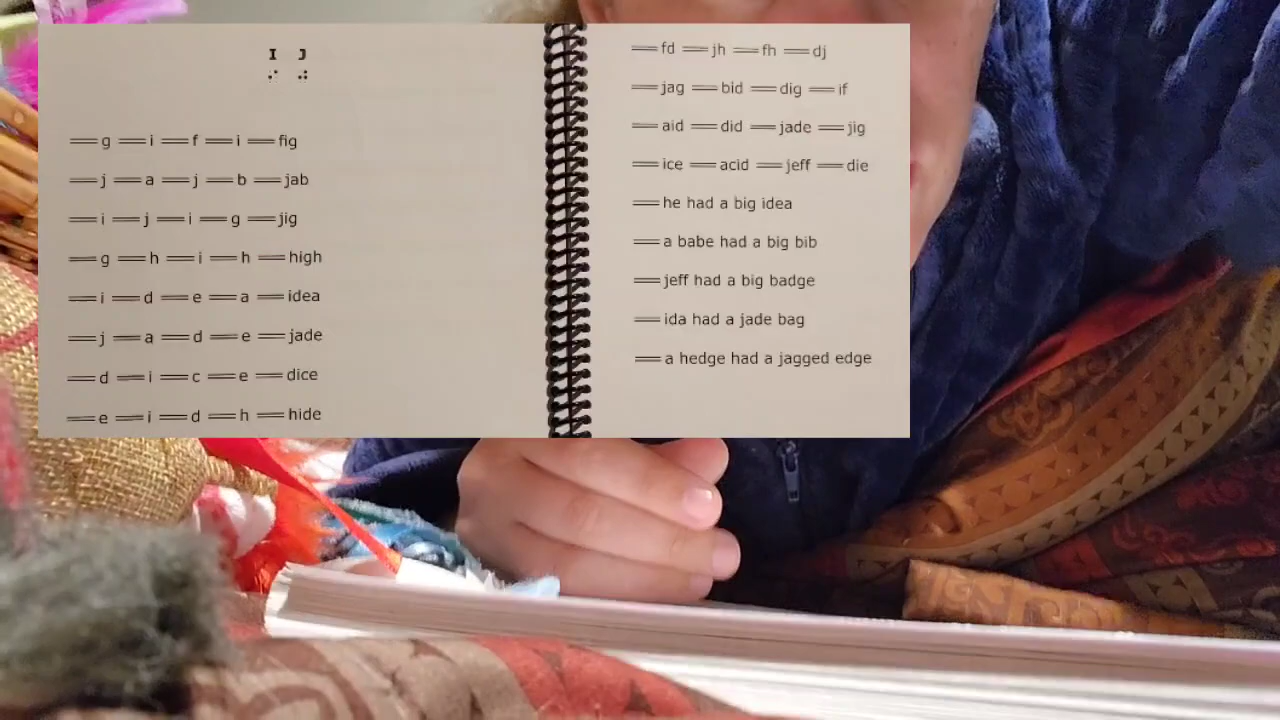 I J
⠊ ⠚
g i f i fig
j a j b jab
i j i g jig
g h i h high
i d e a idea
j a d e jade
d i c e dice
e i d h hide
fd jh fh dj
jag bid dig if
aid did jade jig
ice acid jeff die
he had a big idea
a babe had a big bib
jeff had a big badge
ida had a jade bag
a hedge had a jagged edge